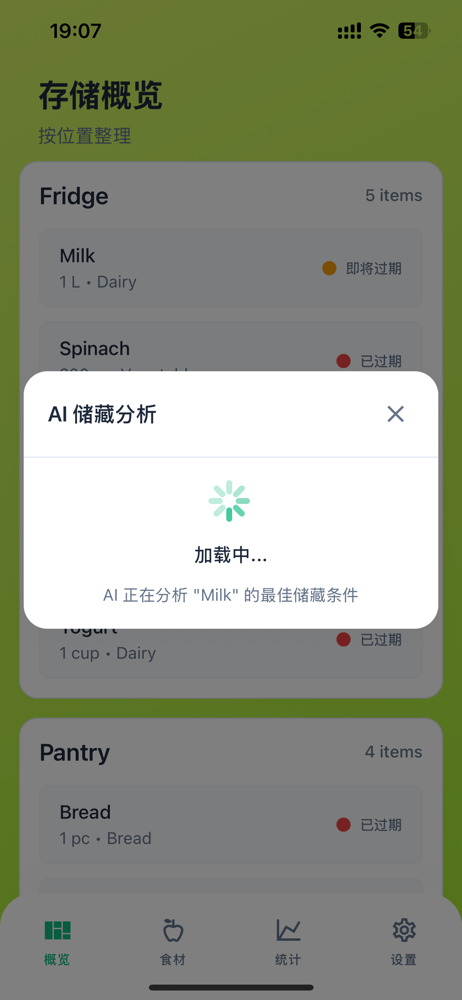 19:07
54
存储概览
按位置整理
Fridge
5 items
Milk
1 L • Dairy
即将过期
Spinach
已过期
AI 储藏分析
加载中...
AI 正在分析 "Milk" 的最佳储藏条件
Yogurt
1 cup • Dairy
已过期
Pantry
4 items
Bread
1 pc • Bread
已过期
概览
食材
统计
设置